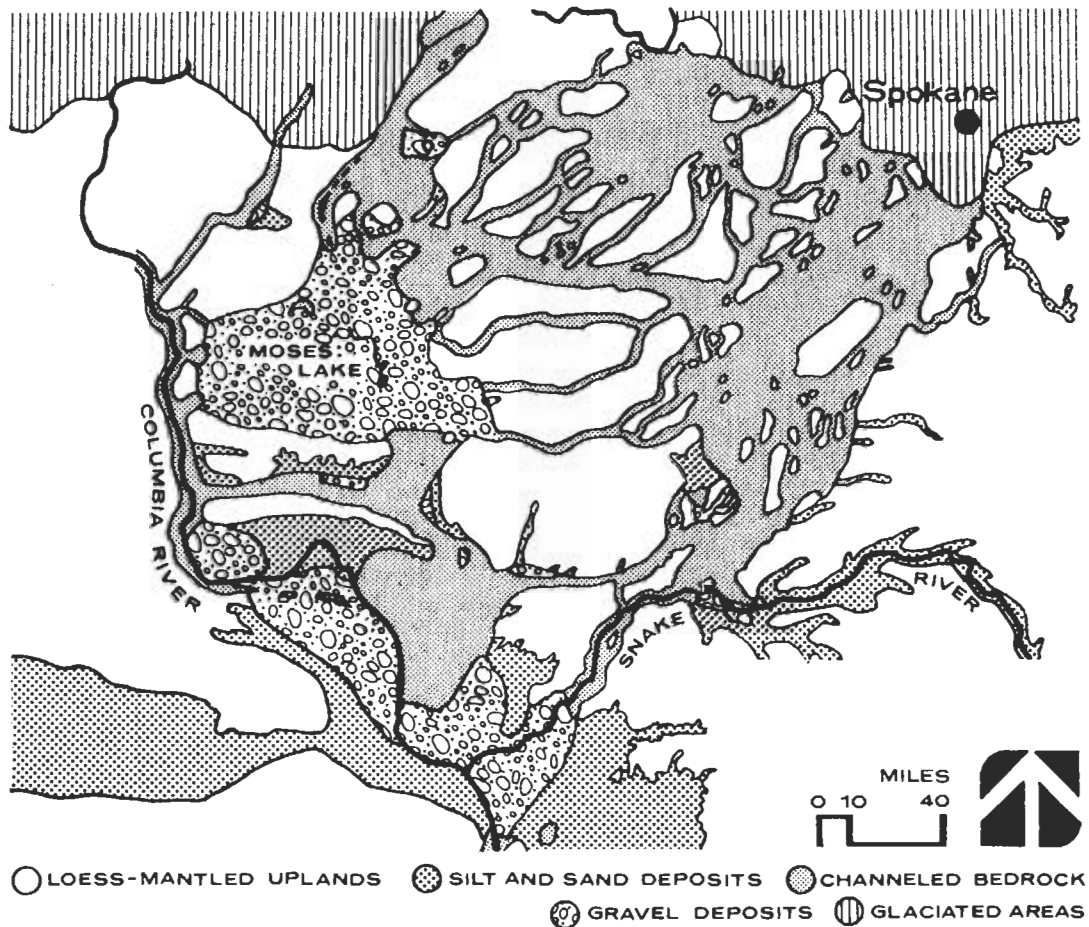 Spokane
MOSES
LAKE
COLUMBIA RIVER
SNAKE RIVER
MILES
0 10 40
LOESS-MANTLED UPLANDS SILT AND SAND DEPOSITS CHANNELED BEDROCK
GRAVEL DEPOSITS GLACIATED AREAS